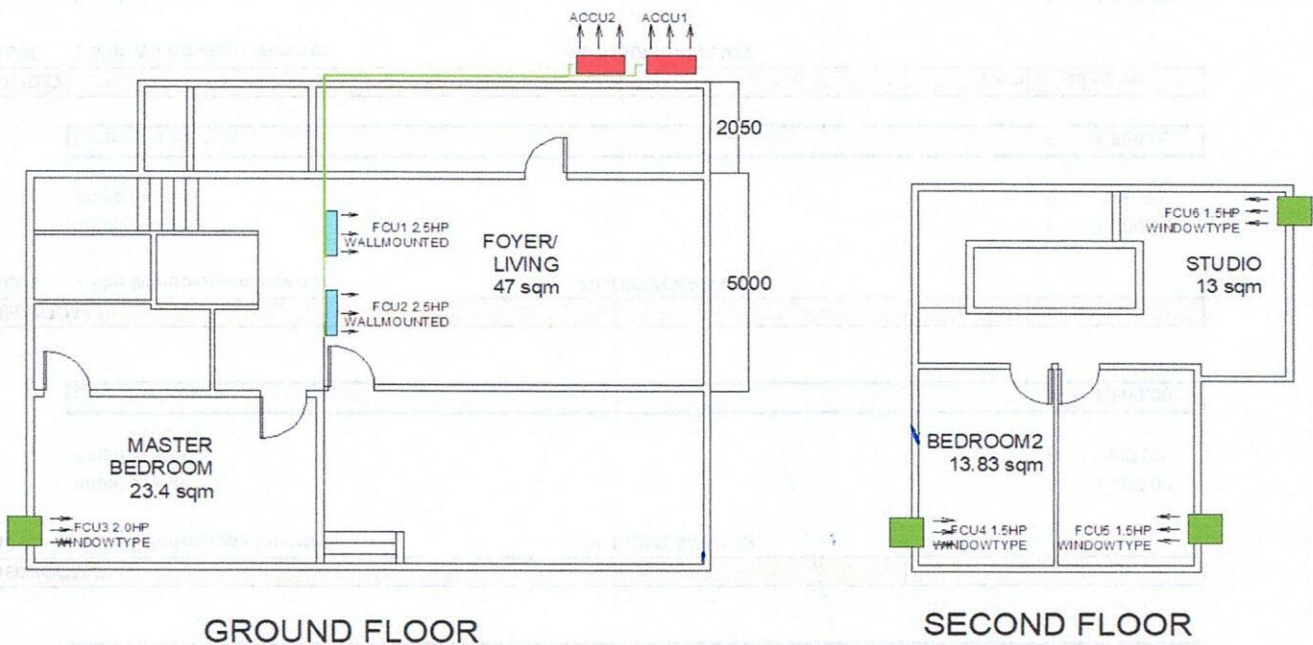 ACCU2
ACCU1
2050
FCU1 2.5HP
WALLMOUNTED
FOYER/
LIVING
47 sqm
FCU2 2.5HP
WALLMOUNTED
5000
MASTER
BEDROOM
23.4 sqm
FCU3 2.0HP
WINDOWTYPE
GROUND FLOOR
FCU6 1.5HP
WINDOWTYPE
STUDIO
13 sqm
BEDROOM2
13.83 sqm
FCU4 1.5HP
WINDOWTYPE
FCU5 1.5HP
WINDOWTYPE
SECOND FLOOR